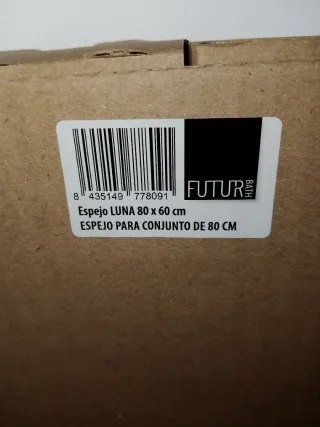 FUTUR
BATH
8 435149 778091
Espejo LUNA 80 x 60 cm
ESPEJO PARA CONJUNTO DE 80 CM